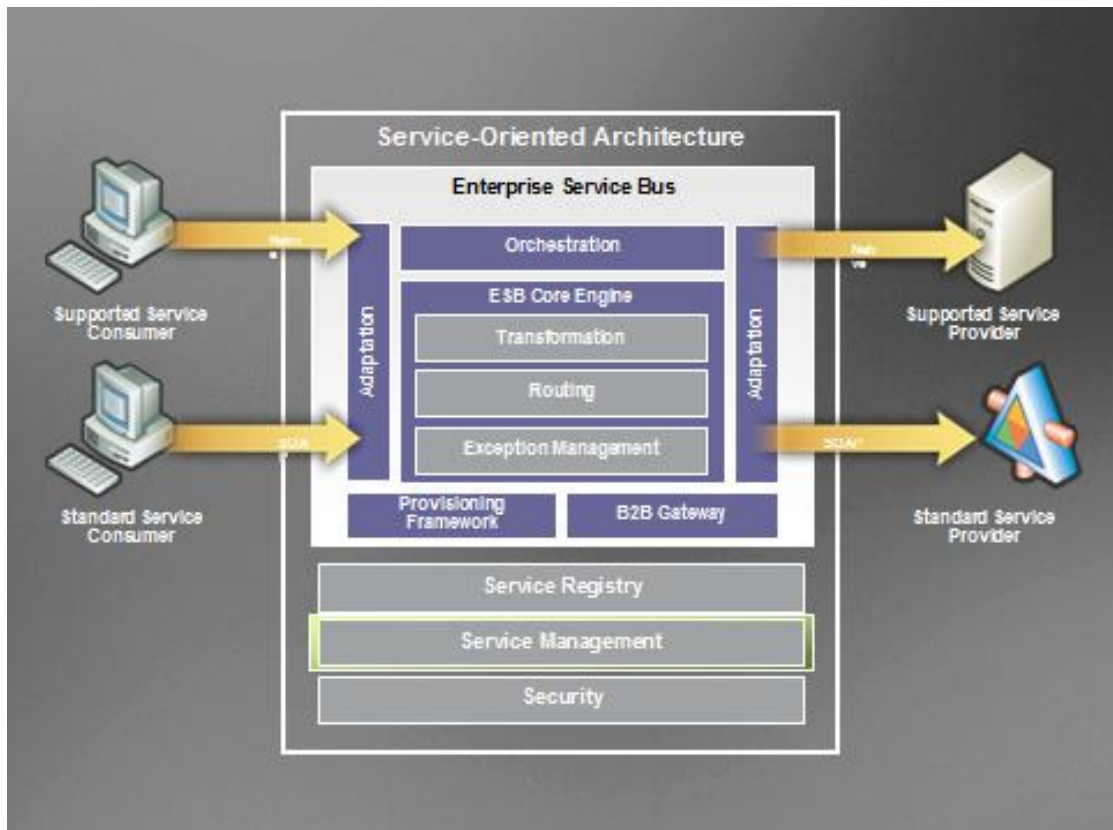 Service-Oriented Architecture
Enterprise Service Bus
Orchestration
ESB Core Engine
Transformation
Routing
Exception Management
Adaptation
Adaptation
Provisioning
Framework
B2B Gateway
Service Registry
Service Management
Security
Supported Service
Consumer
Standard Service
Consumer
Supported Service
Provider
SOAP
Standard Service
Provider